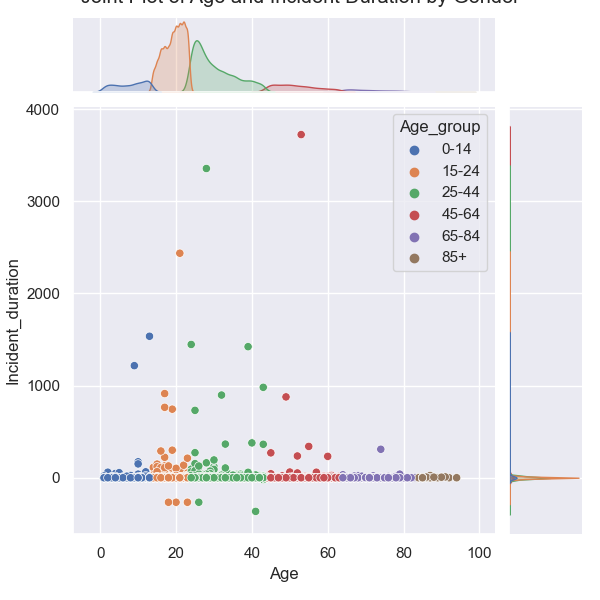 Joint Plot of Age and Incident Duration by Gender
4000
3000
2000
1000
0
Incident_duration
Age_group
0-14
15-24
25-44
45-64
65-84
85+
0 20 40 60 80 100
Age